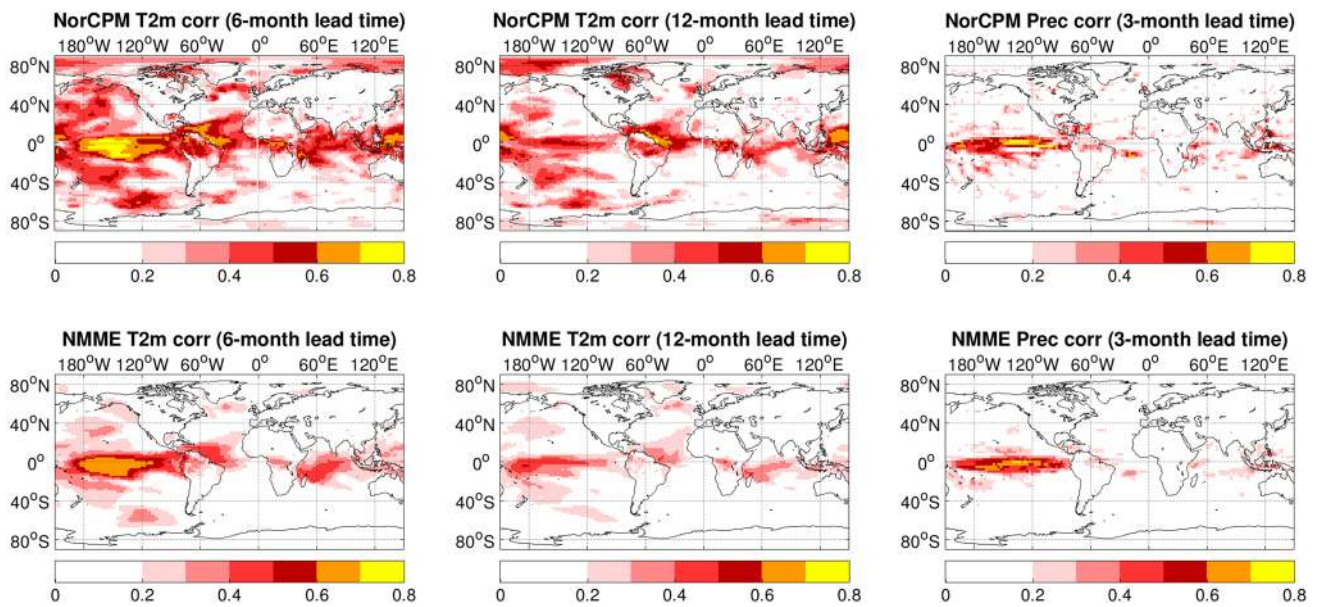 NorCPM T2m corr (6-month lead time)
180°W 120°W 60°W 0° 60°E 120°E
80°N
40°N
0°
40°S
80°S
0 0.2 0.4 0.6 0.8
NorCPM T2m corr (12-month lead time)
180°W 120°W 60°W 0° 60°E 120°E
80°N
40°N
0°
40°S
80°S
0 0.2 0.4 0.6 0.8
NorCPM Prec corr (3-month lead time)
180°W 120°W 60°W 0° 60°E 120°E
80°N
40°N
0°
40°S
80°S
0 0.2 0.4 0.6 0.8
NMME T2m corr (6-month lead time)
180°W 120°W 60°W 0° 60°E 120°E
80°N
40°N
0°
40°S
80°S
0 0.2 0.4 0.6 0.8
NMME T2m corr (12-month lead time)
180°W 120°W 60°W 0° 60°E 120°E
80°N
40°N
0°
40°S
80°S
0 0.2 0.4 0.6 0.8
NMME Prec corr (3-month lead time)
180°W 120°W 60°W 0° 60°E 120°E
80°N
40°N
0°
40°S
80°S
0 0.2 0.4 0.6 0.8